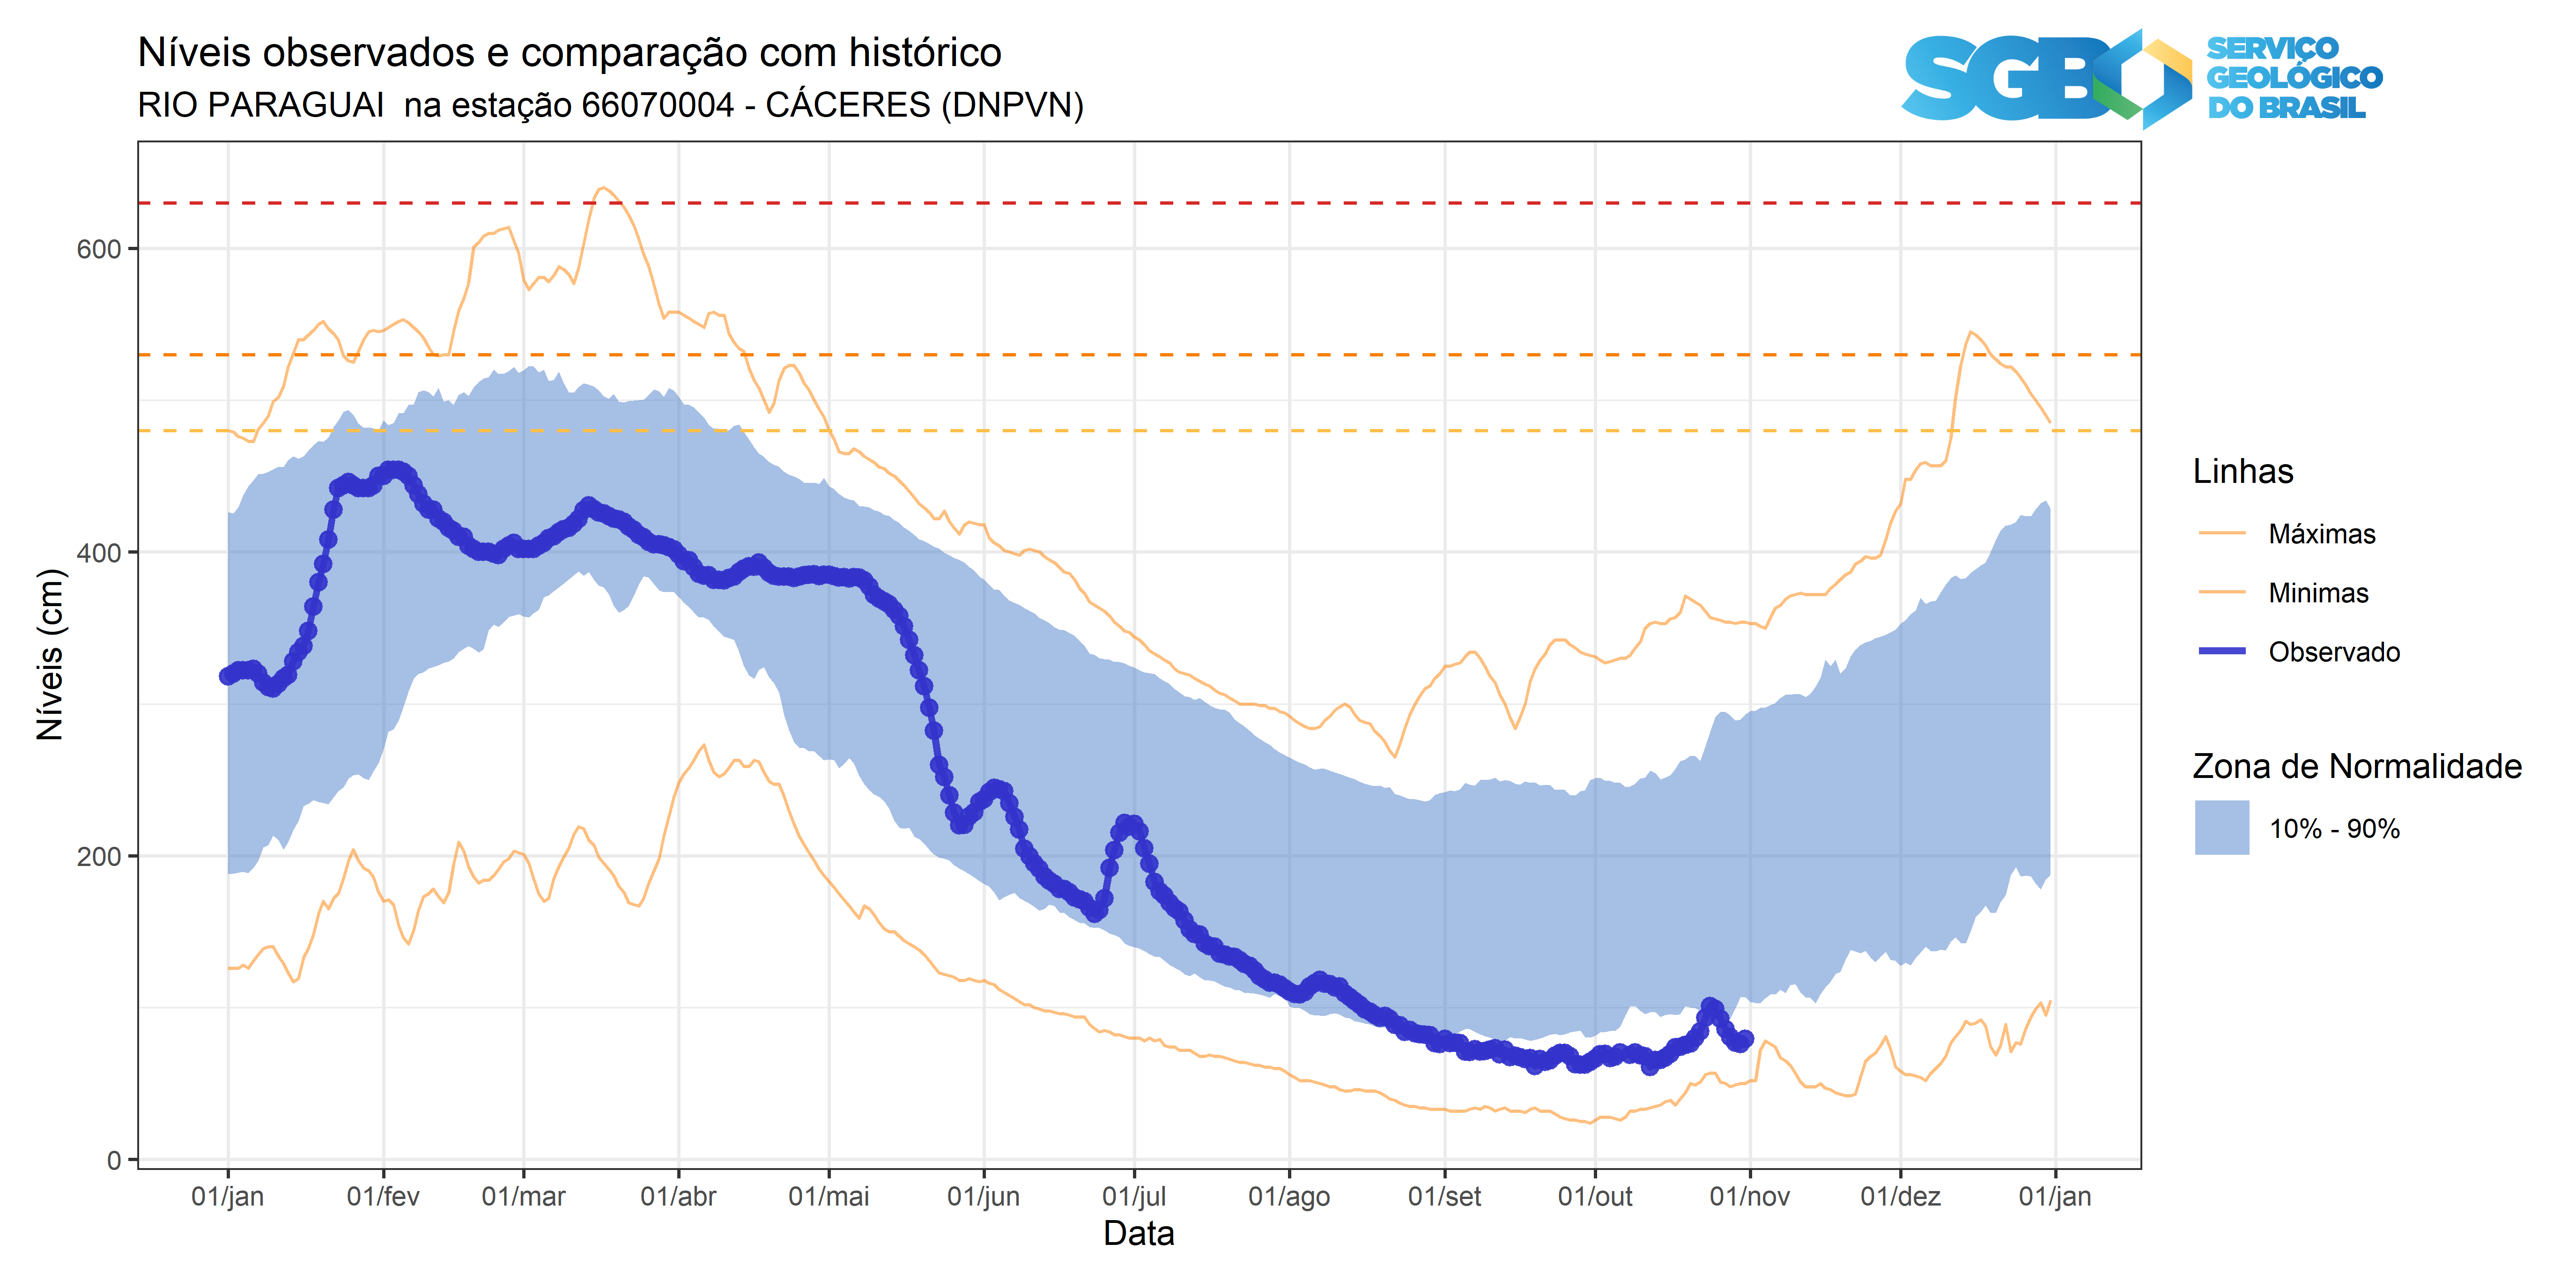 Níveis observados e comparação com histórico
RIO PARAGUAI  na estação 66070004 - CÁCERES (DNPVN)
SGB
SERVIÇO
GEOLÓGICO
DO BRASIL
Níveis (cm)
600
400
200
0
01/jan
01/fev
01/mar
01/abr
01/mai
01/jun
01/jul
01/ago
01/set
01/out
01/nov
01/dez
01/jan
Data
Linhas
Máximas
Minimas
Observado
Zona de Normalidade
10% - 90%